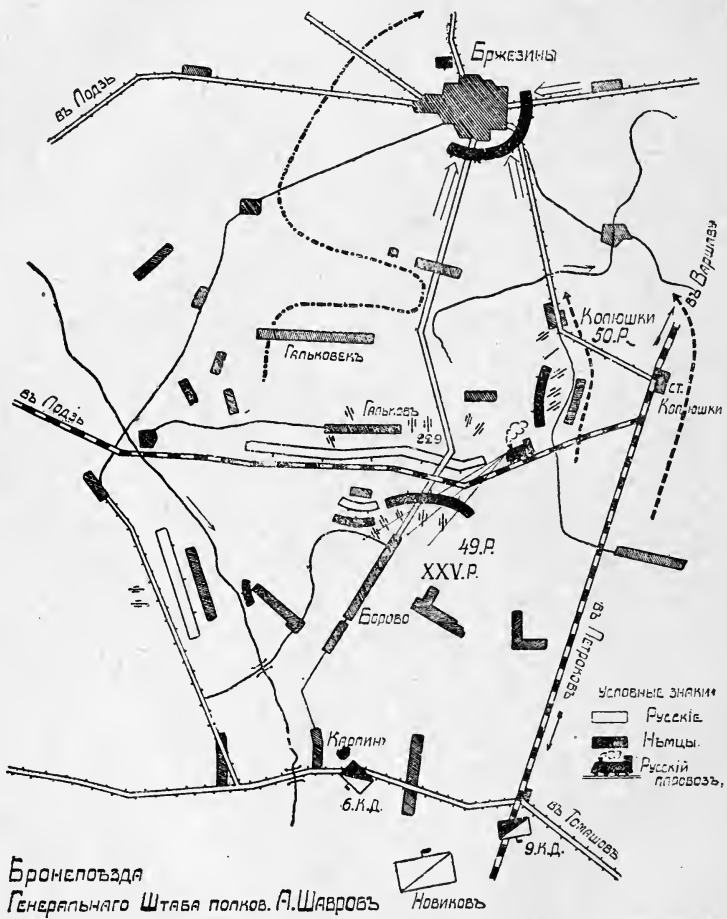 Бржезины
въ Лодзь
въ Варшаву
Колюшки
50.Р.
ст.
Колюшки
Гальковекъ
въ Лодзь
Гальковъ
229
49.Р.
XXV.Р.
Борово
въ Петроковъ
Условные знаки:
Русскіе
Нѣмцы.
Русскій
паровозъ.
Карпинъ
6.К.Д.
9.К.Д.
въ Томашовъ
Новиковъ
Бронепоѣзда
Генеральнаго Штаба полков. А.Шавровъ